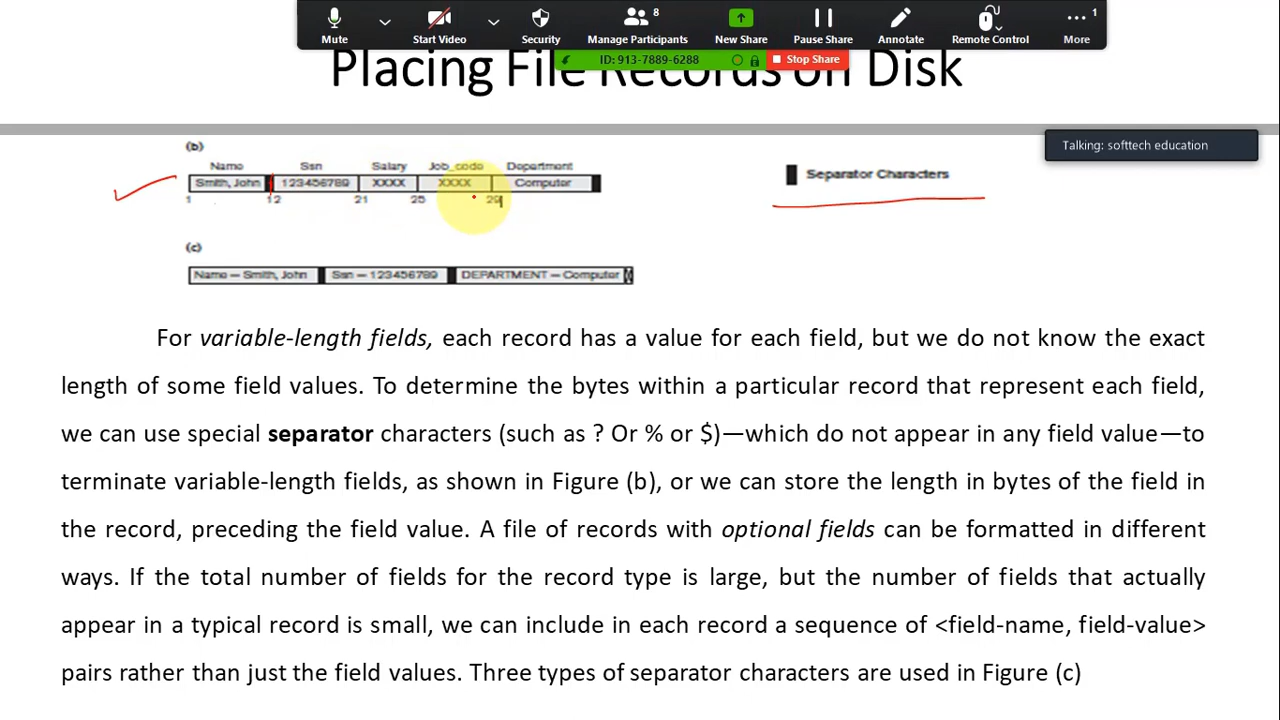 8
1
Mute Start Video Security Manage Participants New Share Pause Share Annotate Remote Control More
ID: 913-7889-6288 Stop Share
Placing File Records on Disk
Talking: softtech education
(b)
Name Ssn Salary Job_code Department
Smith, John 123456789 XXXX XXXX Computer
Separator Characters
1 12 21 25 29
(c)
Name = Smith, John Ssn = 123456789 DEPARTMENT = Computer
For variable-length fields, each record has a value for each field, but we do not know the exact
length of some field values. To determine the bytes within a particular record that represent each field,
we can use special separator characters (such as ? Or % or $)—which do not appear in any field value—to
terminate variable-length fields, as shown in Figure (b), or we can store the length in bytes of the field in
the record, preceding the field value. A file of records with optional fields can be formatted in different
ways. If the total number of fields for the record type is large, but the number of fields that actually
appear in a typical record is small, we can include in each record a sequence of <field-name, field-value>
pairs rather than just the field values. Three types of separator characters are used in Figure (c)